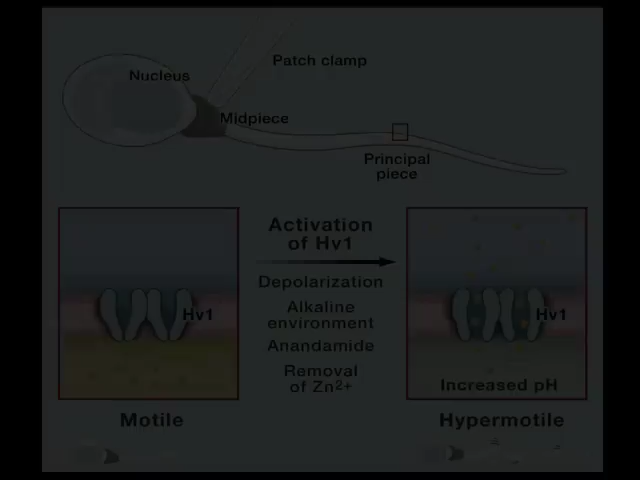 Nucleus
Patch clamp
Midpiece
Principal
piece
Activation
of Hv1
Depolarization
Alkaline
environment
Anandamide
Removal
of Zn2+
Hv1
Motile
Hv1
Increased pH
Hypermotile